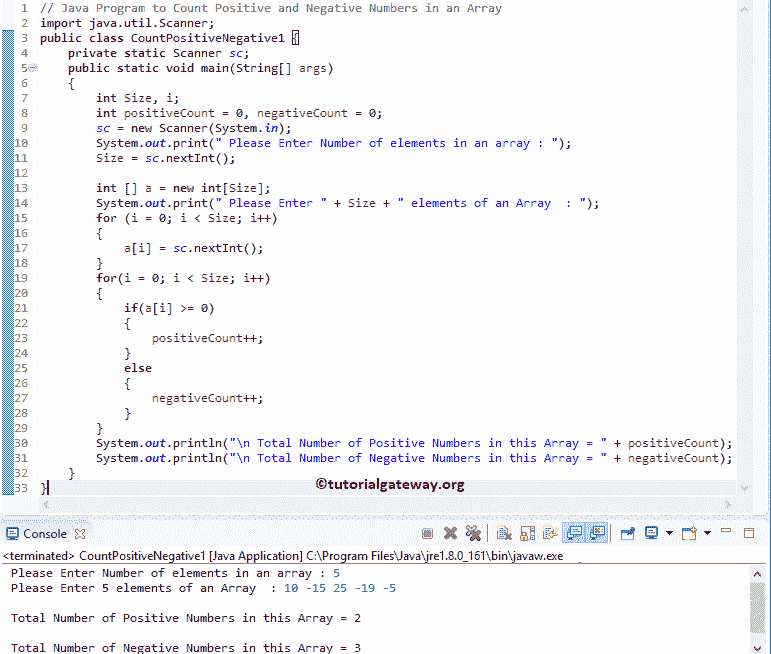 1 // Java Program to Count Positive and Negative Numbers in an Array
2 import java.util.Scanner;
3 public class CountPositiveNegative1 {
4     private static Scanner sc;
5     public static void main(String[] args)
6     {
7         int Size, i;
8         int positiveCount = 0, negativeCount = 0;
9         sc = new Scanner(System.in);
10         System.out.print(" Please Enter Number of elements in an array : ");
11         Size = sc.nextInt();
12
13         int [] a = new int[Size];
14         System.out.print(" Please Enter " + Size + " elements of an Array  : ");
15         for (i = 0; i < Size; i++)
16         {
17             a[i] = sc.nextInt();
18         }
19         for(i = 0; i < Size; i++)
20         {
21             if(a[i] >= 0)
22             {
23                 positiveCount++;
24             }
25             else
26             {
27                 negativeCount++;
28             }
29         }
30         System.out.println("\n Total Number of Positive Numbers in this Array = " + positiveCount);
31         System.out.println("\n Total Number of Negative Numbers in this Array = " + negativeCount);
32     }
33 }
©tutorialgateway.org
Console
<terminated> CountPositiveNegative1 [Java Application] C:\Program Files\Java\jre1.8.0_161\bin\javaw.exe
Please Enter Number of elements in an array : 5
Please Enter 5 elements of an Array  : 10 -15 25 -19 -5
Total Number of Positive Numbers in this Array = 2
Total Number of Negative Numbers in this Array = 3